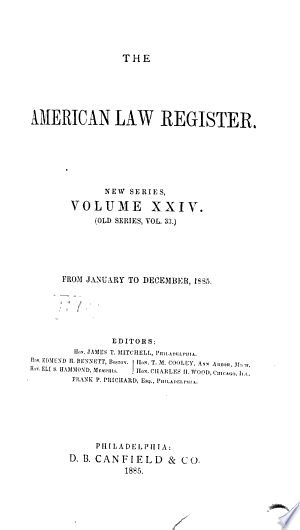 THE
AMERICAN LAW REGISTER.
NEW SERIES,
VOLUME XXIV.
(OLD SERIES, VOL. 33.)
FROM JANUARY TO DECEMBER, 1885.
EDITORS:
HON. JAMES T. MITCHELL, PHILADELPHIA.
HON. EDMUND H. BENNETT, BOSTON. HON. T. M. COOLEY, ANN ARBOR, MICH.
HON. ELI S. HAMMOND, MEMPHIS. HON. CHARLES H. WOOD, CHICAGO, ILL.
FRANK P. PRICHARD, ESQ., PHILADELPHIA.
PHILADELPHIA:
D. B. CANFIELD & CO.
1885.